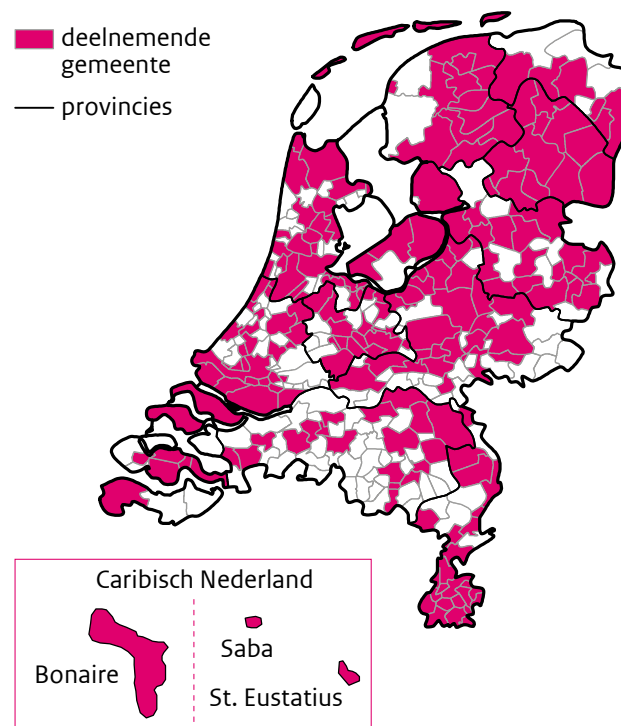 deelnemende
gemeente
provincies
Caribisch Nederland
Bonaire
Saba
St. Eustatius